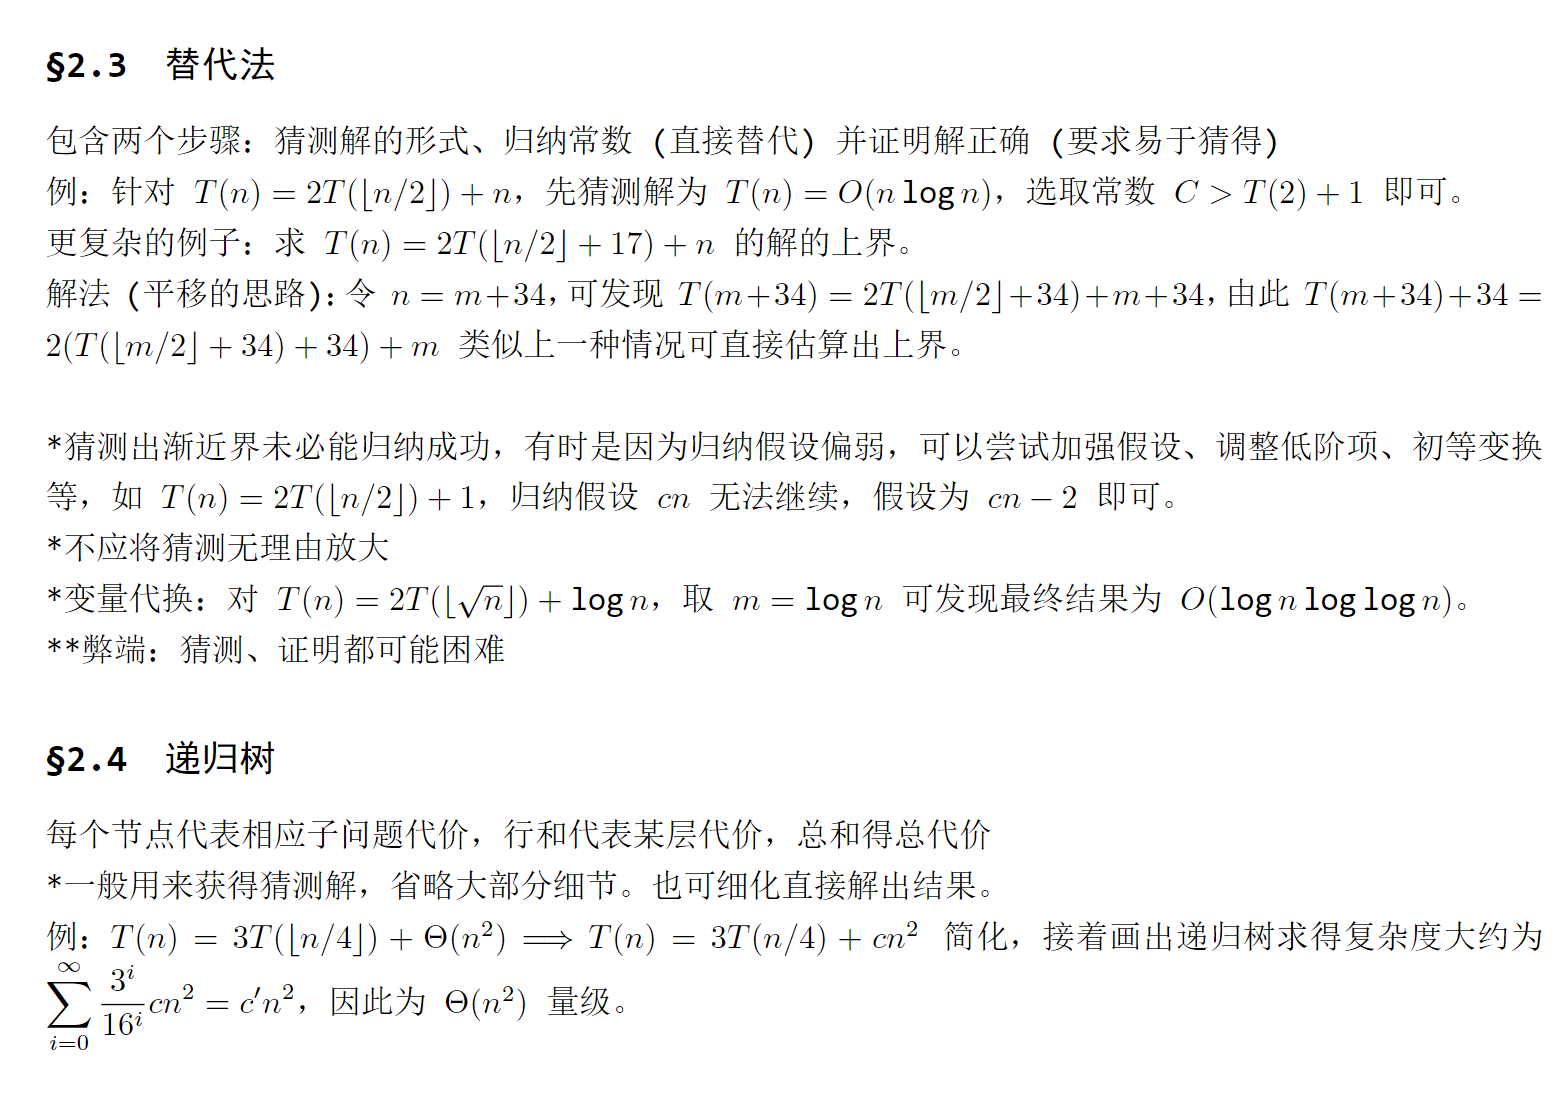 §2.3 替代法
包含两个步骤：猜测解的形式、归纳常数 (直接替代) 并证明解正确 (要求易于猜得)
例：针对 T(n) = 2T(⌊n/2⌋) + n，先猜测解为 T(n) = O(n log n)，选取常数 C > T(2) + 1 即可。
更复杂的例子：求 T(n) = 2T(⌊n/2⌋ + 17) + n 的解的上界。
解法 (平移的思路)：令 n = m+34，可发现 T(m+34) = 2T(⌊m/2⌋+34)+m+34，由此 T(m+34)+34 =
2(T(⌊m/2⌋ + 34) + 34) + m 类似上一种情况可直接估算出上界。
*猜测出渐近界未必能归纳成功，有时是因为归纳假设偏弱，可以尝试加强假设、调整低阶项、初等变换
等，如 T(n) = 2T(⌊n/2⌋) + 1，归纳假设 cn 无法继续，假设为 cn − 2 即可。
*不应将猜测无理由放大
*变量代换：对 T(n) = 2T(⌊√n⌋) + log n，取 m = log n 可发现最终结果为 O(log n log log n)。
**弊端：猜测、证明都可能困难
§2.4 递归树
每个节点代表相应子问题代价，行和代表某层代价，总和得总代价
*一般用来获得猜测解，省略大部分细节。也可细化直接解出结果。
例：T(n) = 3T(⌊n/4⌋) + Θ(n²) ⟹ T(n) = 3T(n/4) + cn² 简化，接着画出递归树求得复杂度大约为
∑_{i=0}^{∞} 3^i/16^i cn² = c′n²，因此为 Θ(n²) 量级。